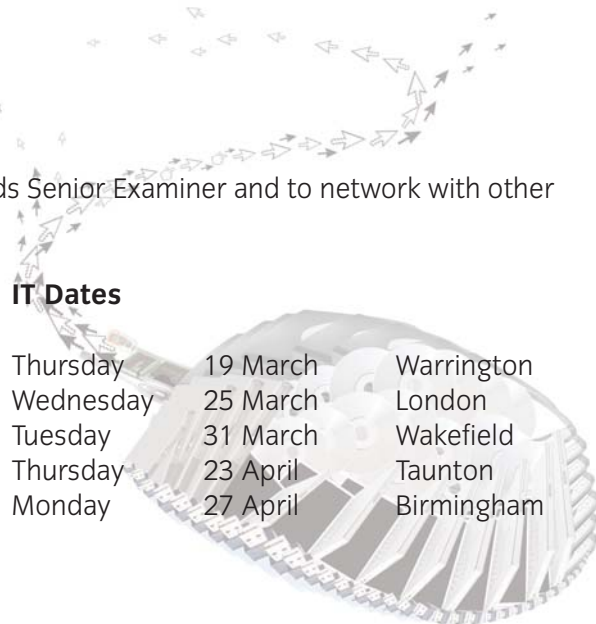 ds Senior Examiner and to network with other
IT Dates
Thursday 19 March Warrington
Wednesday 25 March London
Tuesday 31 March Wakefield
Thursday 23 April Taunton
Monday 27 April Birmingham